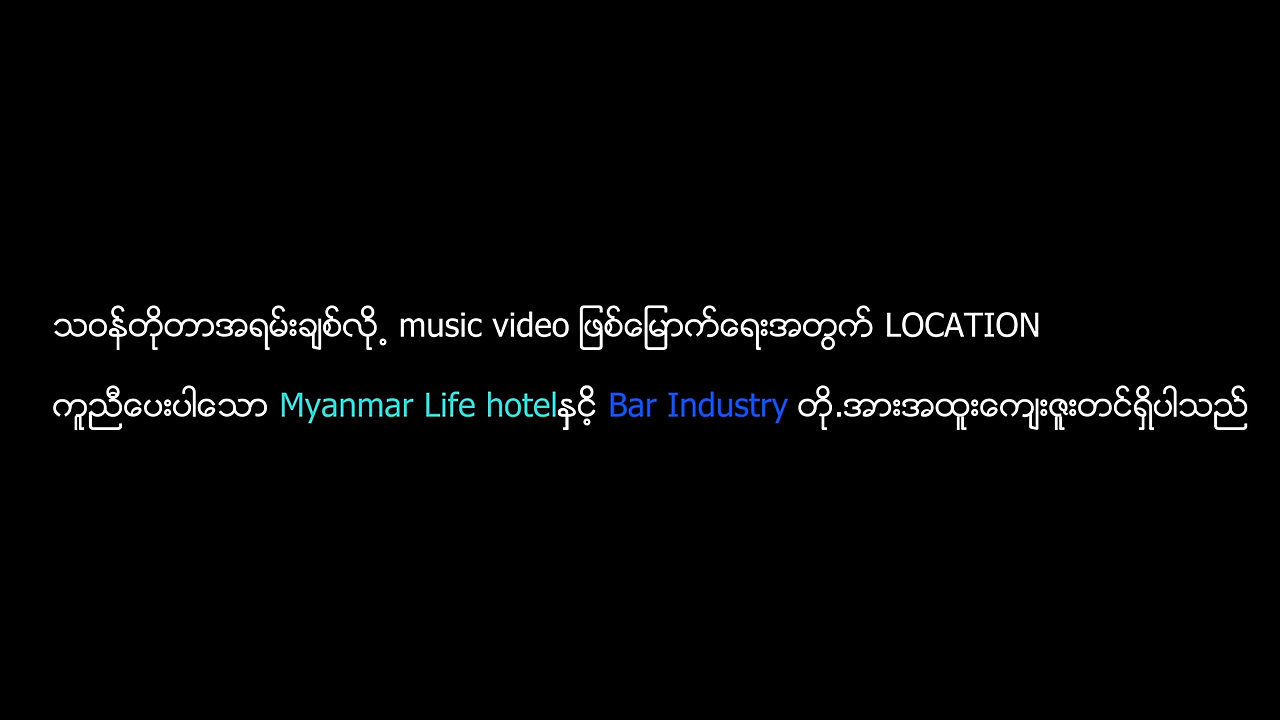 သဝန်တိုတာအရမ်းချစ်လို့ music video ဖြစ်မြောက်ရေးအတွက် LOCATION
ကူညီပေးပါသော Myanmar Life hotelနှင့် Bar Industry တို.အားအထူးကျေးဇူးတင်ရှိပါသည်